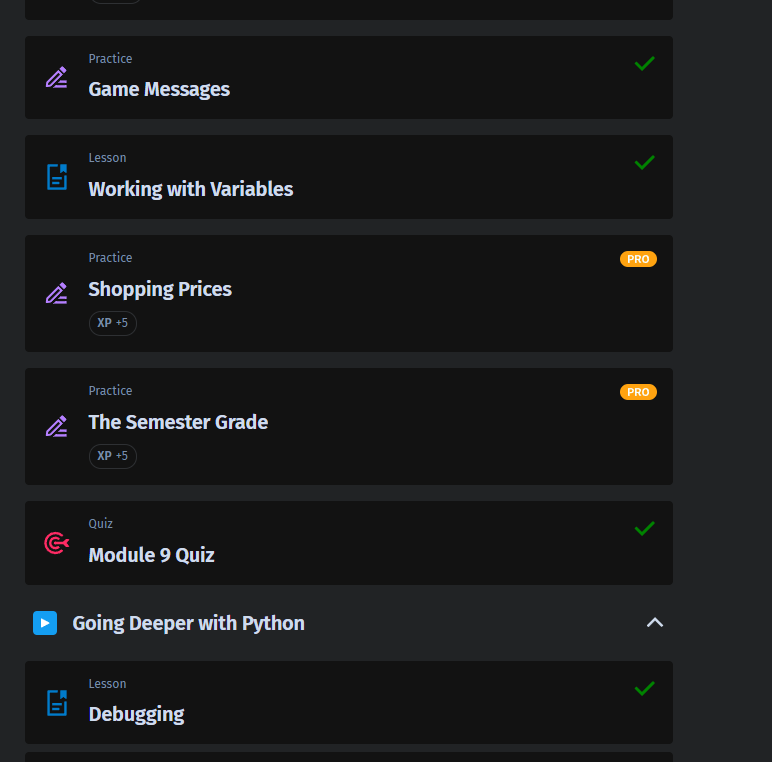 Practice
Game Messages
Lesson
Working with Variables
Practice
PRO
Shopping Prices
XP +5
Practice
PRO
The Semester Grade
XP +5
Quiz
Module 9 Quiz
Going Deeper with Python
Lesson
Debugging